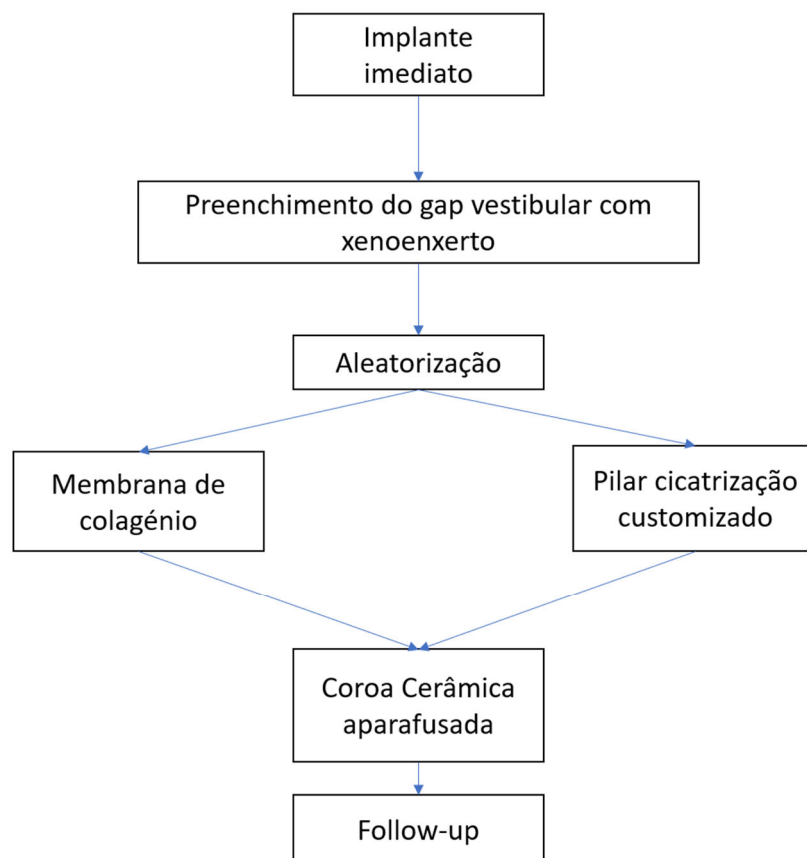 Implante
imediato
Preenchimento do gap vestibular com
xenoenxerto
Aleatorização
Membrana de
colagénio
Pilar cicatrização
customizado
Coroa Cerâmica
aparafusada
Follow-up